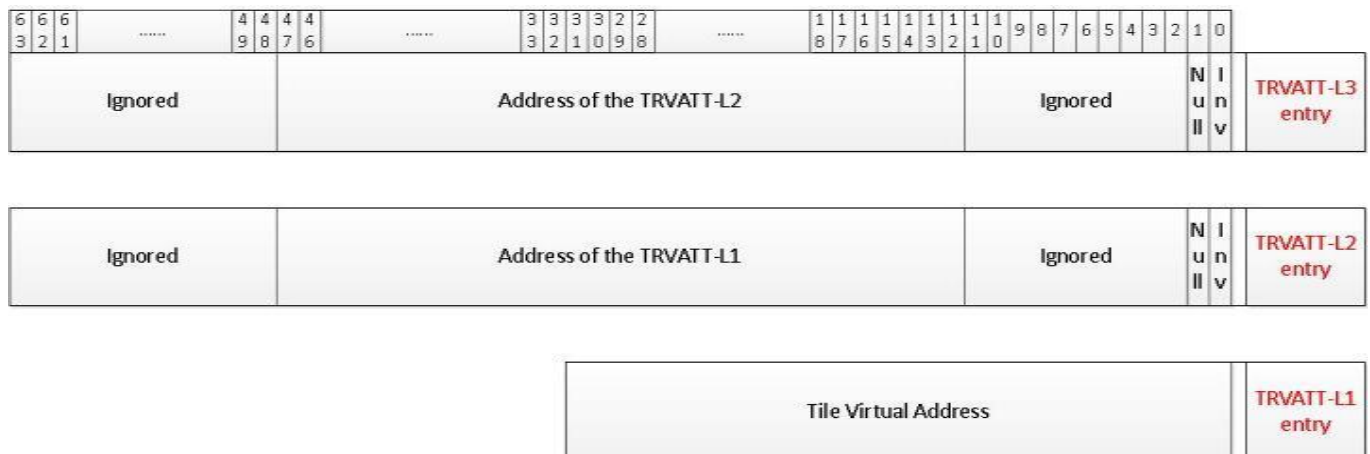 6 6 6 ...... 4 4 4 4 ...... 3 3 3 3 2 2 ...... 1 1 1 1 1 1 1 1 1 9 8 7 6 5 4 3 2 1 0
3 2 1 9 8 7 6 3 2 1 0 9 8 8 7 6 5 4 3 2 1 0
Ignored Address of the TRVATT-L2 Ignored Null Inv TRVATT-L3
entry
Ignored Address of the TRVATT-L1 Ignored Null Inv TRVATT-L2
entry
Tile Virtual Address TRVATT-L1
entry